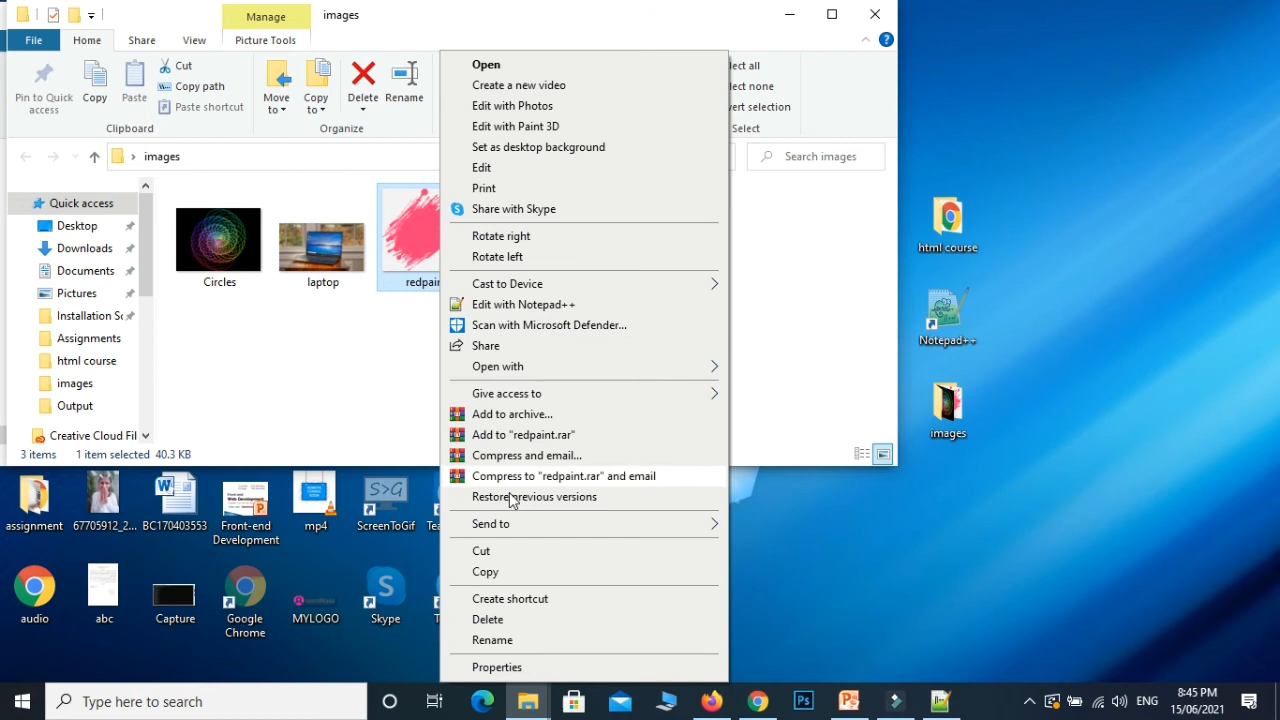 Manage
images
File
Home
Share
View
Picture Tools
Pin to Quick
access
Copy
Paste
Cut
Copy path
Paste shortcut
Move
to
Copy
to
Delete
Rename
lect all
lect none
vert selection
Clipboard
Organize
Select
images
Search images
Quick access
Desktop
Downloads
Documents
Pictures
Installation Sc
Assignments
html course
images
Output
Creative Cloud Fil
Circles
laptop
redpain
3 items
1 item selected 40.3 KB
Open
Create a new video
Edit with Photos
Edit with Paint 3D
Set as desktop background
Edit
Print
Share with Skype
Rotate right
Rotate left
Cast to Device
Edit with Notepad++
Scan with Microsoft Defender...
Share
Open with
Give access to
Add to archive...
Add to "redpaint.rar"
Compress and email...
Compress to "redpaint.rar" and email
Restore previous versions
Send to
Cut
Copy
Create shortcut
Delete
Rename
Properties
html course
Notepad++
images
assignment
67705912_2...
BC170403553
Front-end
Development
mp4
ScreenToGif
audio
abc
Capture
Google
Chrome
MYLOGO
Skype
Type here to search
ENG
8:45 PM
15/06/2021